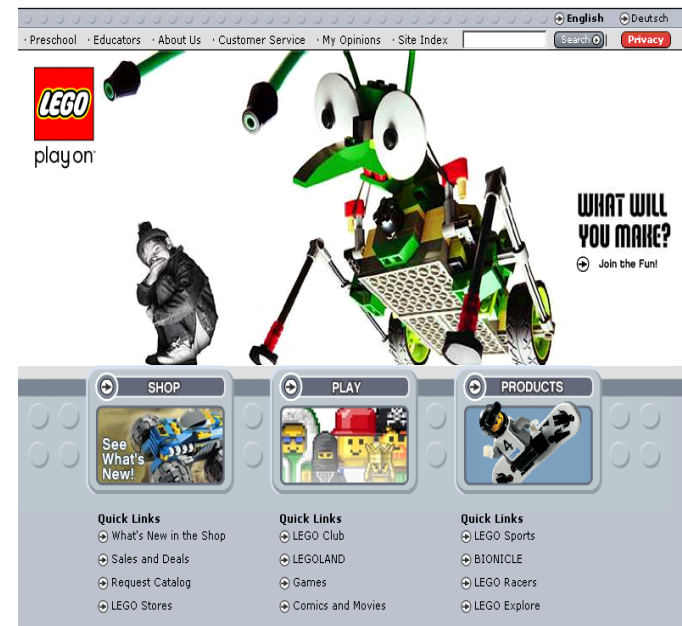 English Deutsch
· Preschool · Educators · About Us · Customer Service · My Opinions · Site Index Search Privacy
LEGO
play on™
WHAT WILL
YOU MAKE?
Join the Fun!
SHOP PLAY PRODUCTS
See
What's
New!
4
Quick Links Quick Links Quick Links
What's New in the Shop LEGO Club LEGO Sports
Sales and Deals LEGOLAND BIONICLE
Request Catalog Games LEGO Racers
LEGO Stores Comics and Movies LEGO Explore